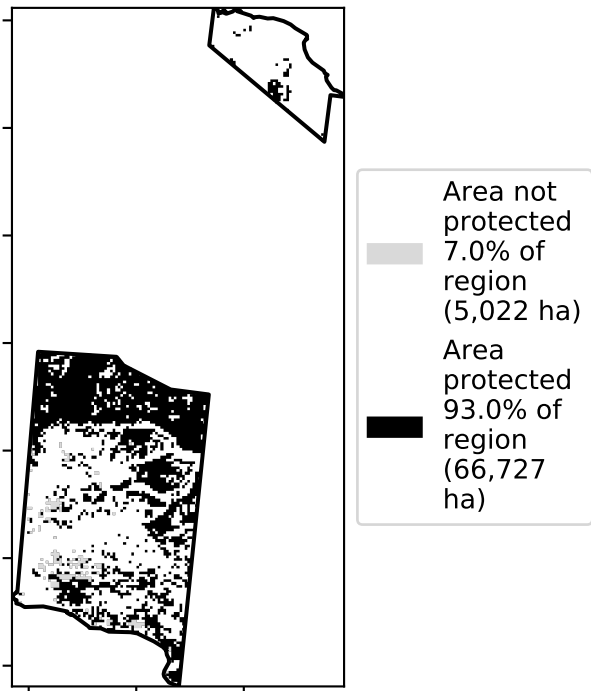 Area not
protected
7.0% of
region
(5,022 ha)
Area
protected
93.0% of
region
(66,727
ha)